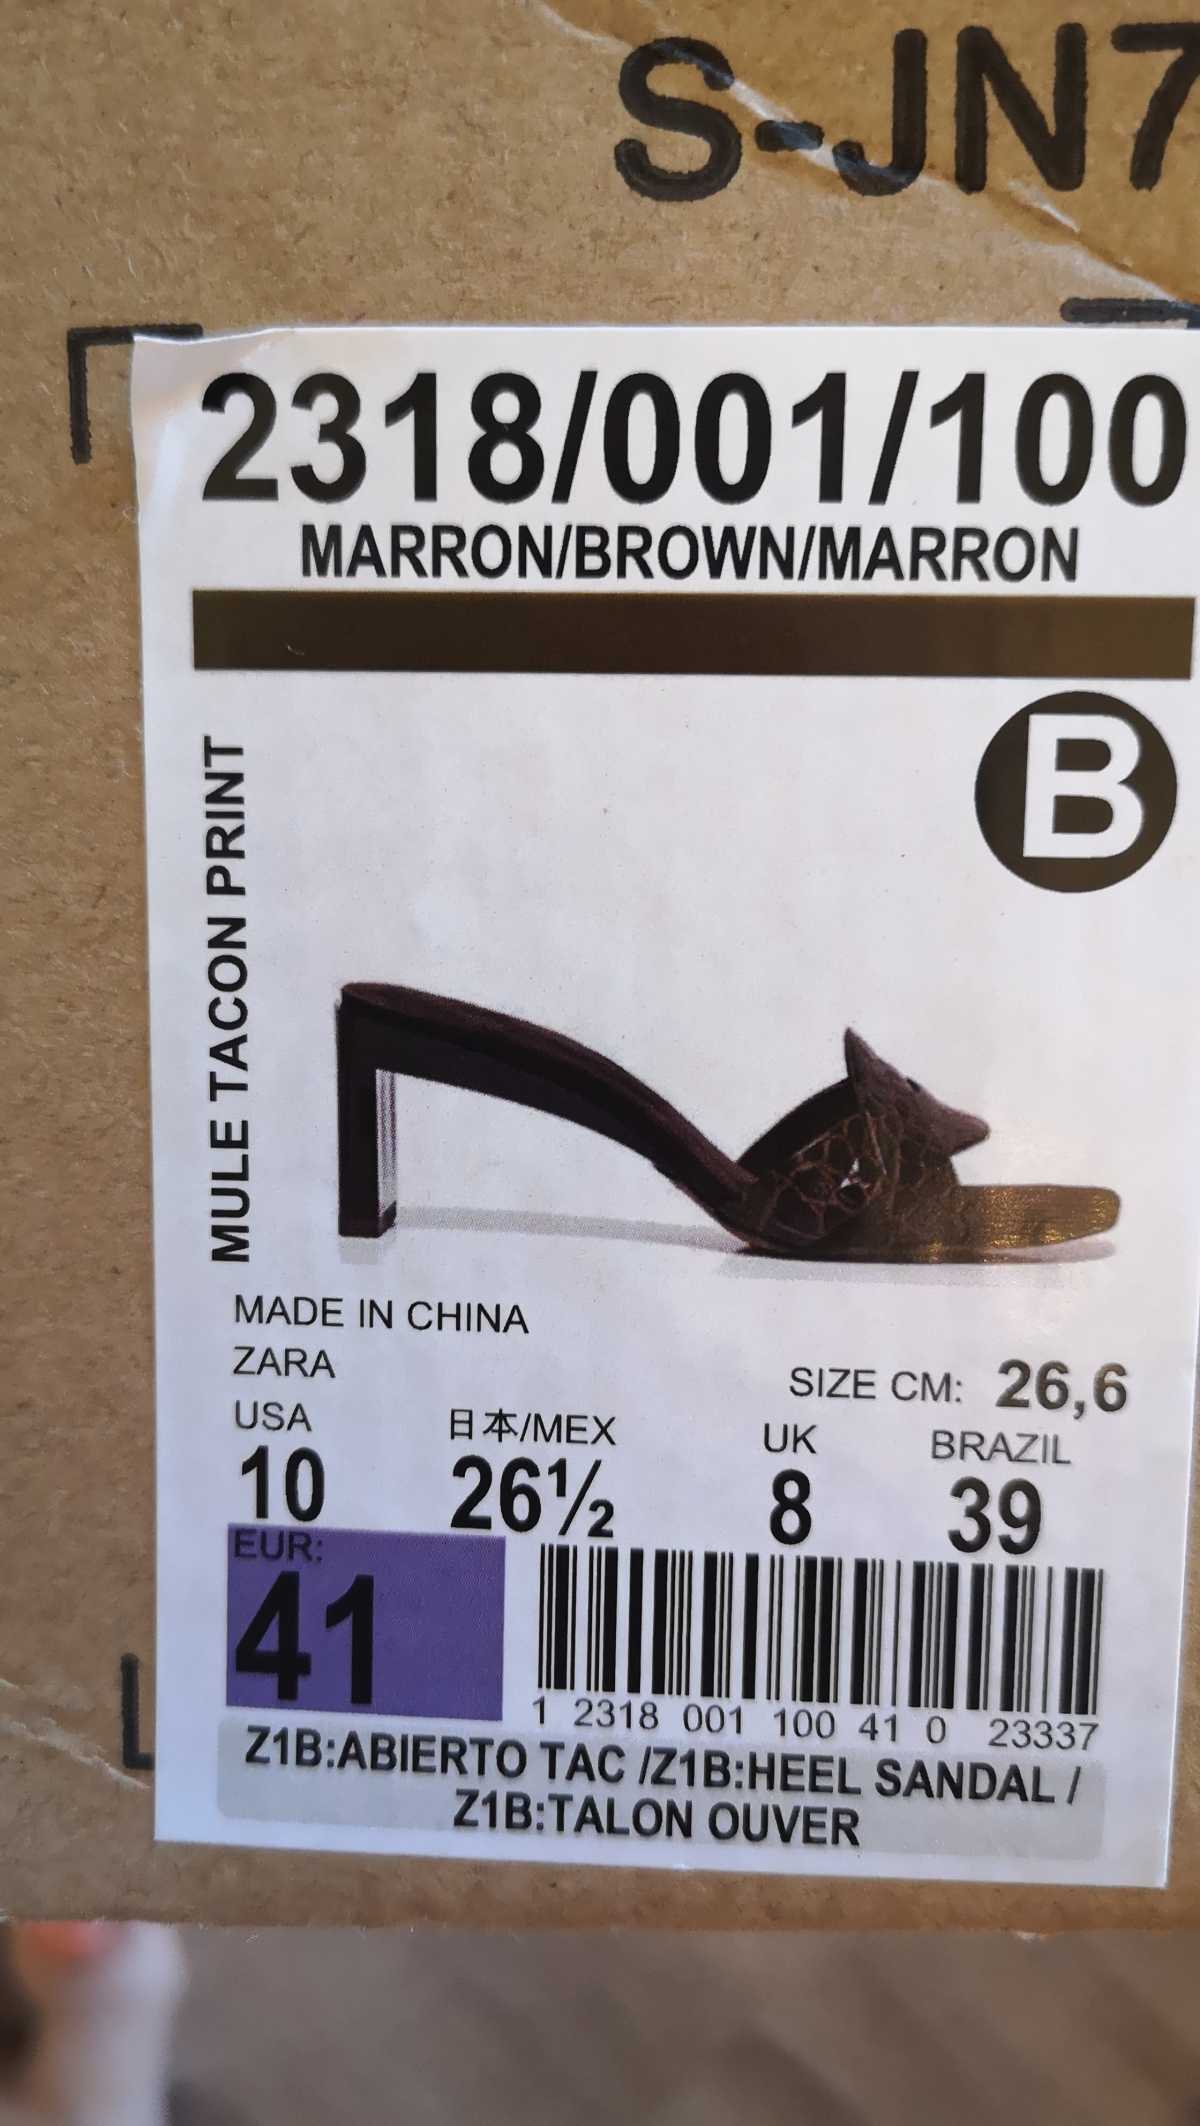 S-JN7
2318/001/100
MARRON/BROWN/MARRON
B
MULE TACON PRINT
MADE IN CHINA
ZARA
SIZE CM: 26,6
USA 日本/MEX UK BRAZIL
10 26½ 8 39
EUR:
41
1 2318 001 100 41 0 23337
Z1B:ABIERTO TAC /Z1B:HEEL SANDAL /
Z1B:TALON OUVER